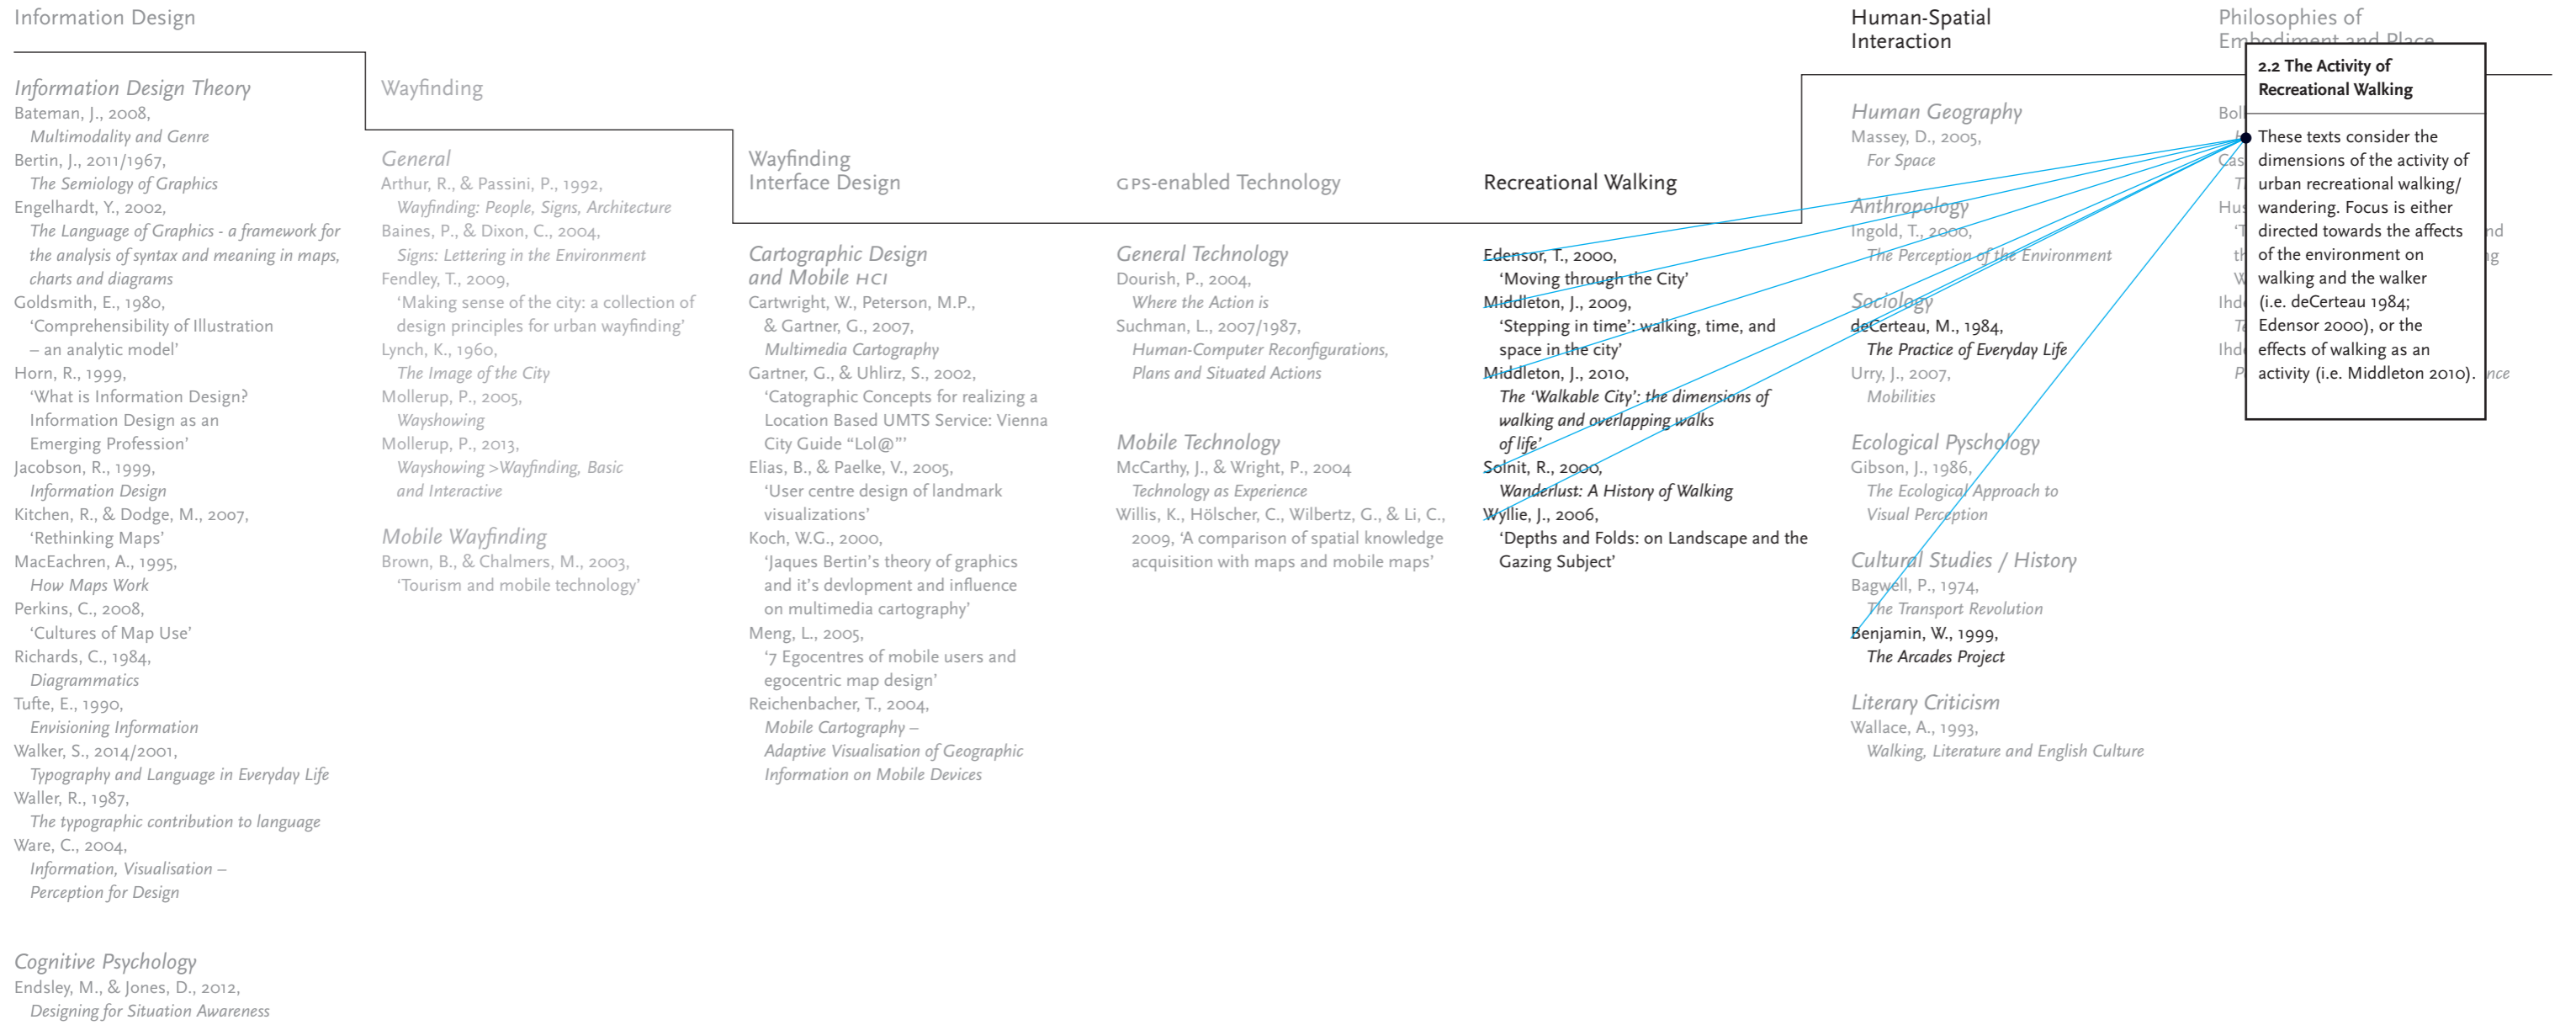 Information Design
Information Design Theory
Bateman, J., 2008,
Multimodality and Genre
Bertin, J., 2011/1967,
The Semiology of Graphics
Engelhardt, Y., 2002,
The Language of Graphics - a framework for
the analysis of syntax and meaning in maps,
charts and diagrams
Goldsmith, E., 1980,
‘Comprehensibility of Illustration
– an analytic model’
Horn, R., 1999,
‘What is Information Design?
Information Design as an
Emerging Profession’
Jacobson, R., 1999,
Information Design
Kitchen, R., & Dodge, M., 2007,
‘Rethinking Maps’
MacEachren, A., 1995,
How Maps Work
Perkins, C., 2008,
‘Cultures of Map Use’
Richards, C., 1984,
Diagrammatics
Tufte, E., 1990,
Envisioning Information
Walker, S., 2014/2001,
Typography and Language in Everyday Life
Waller, R., 1987,
The typographic contribution to language
Ware, C., 2004,
Information, Visualisation –
Perception for Design
Cognitive Psychology
Endsley, M., & Jones, D., 2012,
Designing for Situation Awareness
Wayfinding
General
Arthur, R., & Passini, P., 1992,
Wayfinding: People, Signs, Architecture
Baines, P., & Dixon, C., 2004,
Signs: Lettering in the Environment
Fendley, T., 2009,
‘Making sense of the city: a collection of
design principles for urban wayfinding’
Lynch, K., 1960,
The Image of the City
Mollerup, P., 2005,
Wayshowing
Mollerup, P., 2013,
Wayshowing >Wayfinding, Basic
and Interactive
Mobile Wayfinding
Brown, B., & Chalmers, M., 2003,
‘Tourism and mobile technology’
Wayfinding
Interface Design
Cartographic Design
and Mobile HCI
Cartwright, W., Peterson, M.P.,
& Gartner, G., 2007,
Multimedia Cartography
Gartner, G., & Uhlirz, S., 2002,
‘Catographic Concepts for realizing a
Location Based UMTS Service: Vienna
City Guide “Lol@”’
Elias, B., & Paelke, V., 2005,
‘User centre design of landmark
visualizations’
Koch, W.G., 2000,
‘Jaques Bertin’s theory of graphics
and it’s devlopment and influence
on multimedia cartography’
Meng, L., 2005,
‘7 Egocentres of mobile users and
egocentric map design’
Reichenbacher, T., 2004,
Mobile Cartography –
Adaptive Visualisation of Geographic
Information on Mobile Devices
GPS-enabled Technology
General Technology
Dourish, P., 2004,
Where the Action is
Suchman, L., 2007/1987,
Human-Computer Reconfigurations,
Plans and Situated Actions
Mobile Technology
McCarthy, J., & Wright, P., 2004
Technology as Experience
Willis, K., Hölscher, C., Wilbertz, G., & Li, C.,
2009, ‘A comparison of spatial knowledge
acquisition with maps and mobile maps’
Recreational Walking
Edensor, T., 2000,
‘Moving through the City’
Middleton, J., 2009,
‘Stepping in time’: walking, time, and
space in the city’
Middleton, J., 2010,
The ‘Walkable City’: the dimensions of
walking and overlapping walks
of life’
Solnit, R., 2000,
Wanderlust: A History of Walking
Wyllie, J., 2006,
‘Depths and Folds: on Landscape and the
Gazing Subject’
Human-Spatial
Interaction
Human Geography
Massey, D., 2005,
For Space
Anthropology
Ingold, T., 2000,
The Perception of the Environment
Sociology
deCerteau, M., 1984,
The Practice of Everyday Life
Urry, J., 2007,
Mobilities
Ecological Pyschology
Gibson, J., 1986,
The Ecological Approach to
Visual Perception
Cultural Studies / History
Bagwell, P., 1974,
The Transport Revolution
Benjamin, W., 1999,
The Arcades Project
Literary Criticism
Wallace, A., 1993,
Walking, Literature and English Culture
Philosophies of
Embodiment and Place
2.2 The Activity of
Recreational Walking
These texts consider the
dimensions of the activity of
urban recreational walking/
wandering. Focus is either
directed towards the affects
of the environment on
walking and the walker
(i.e. deCerteau 1984;
Edensor 2000), or the
effects of walking as an
activity (i.e. Middleton 2010).